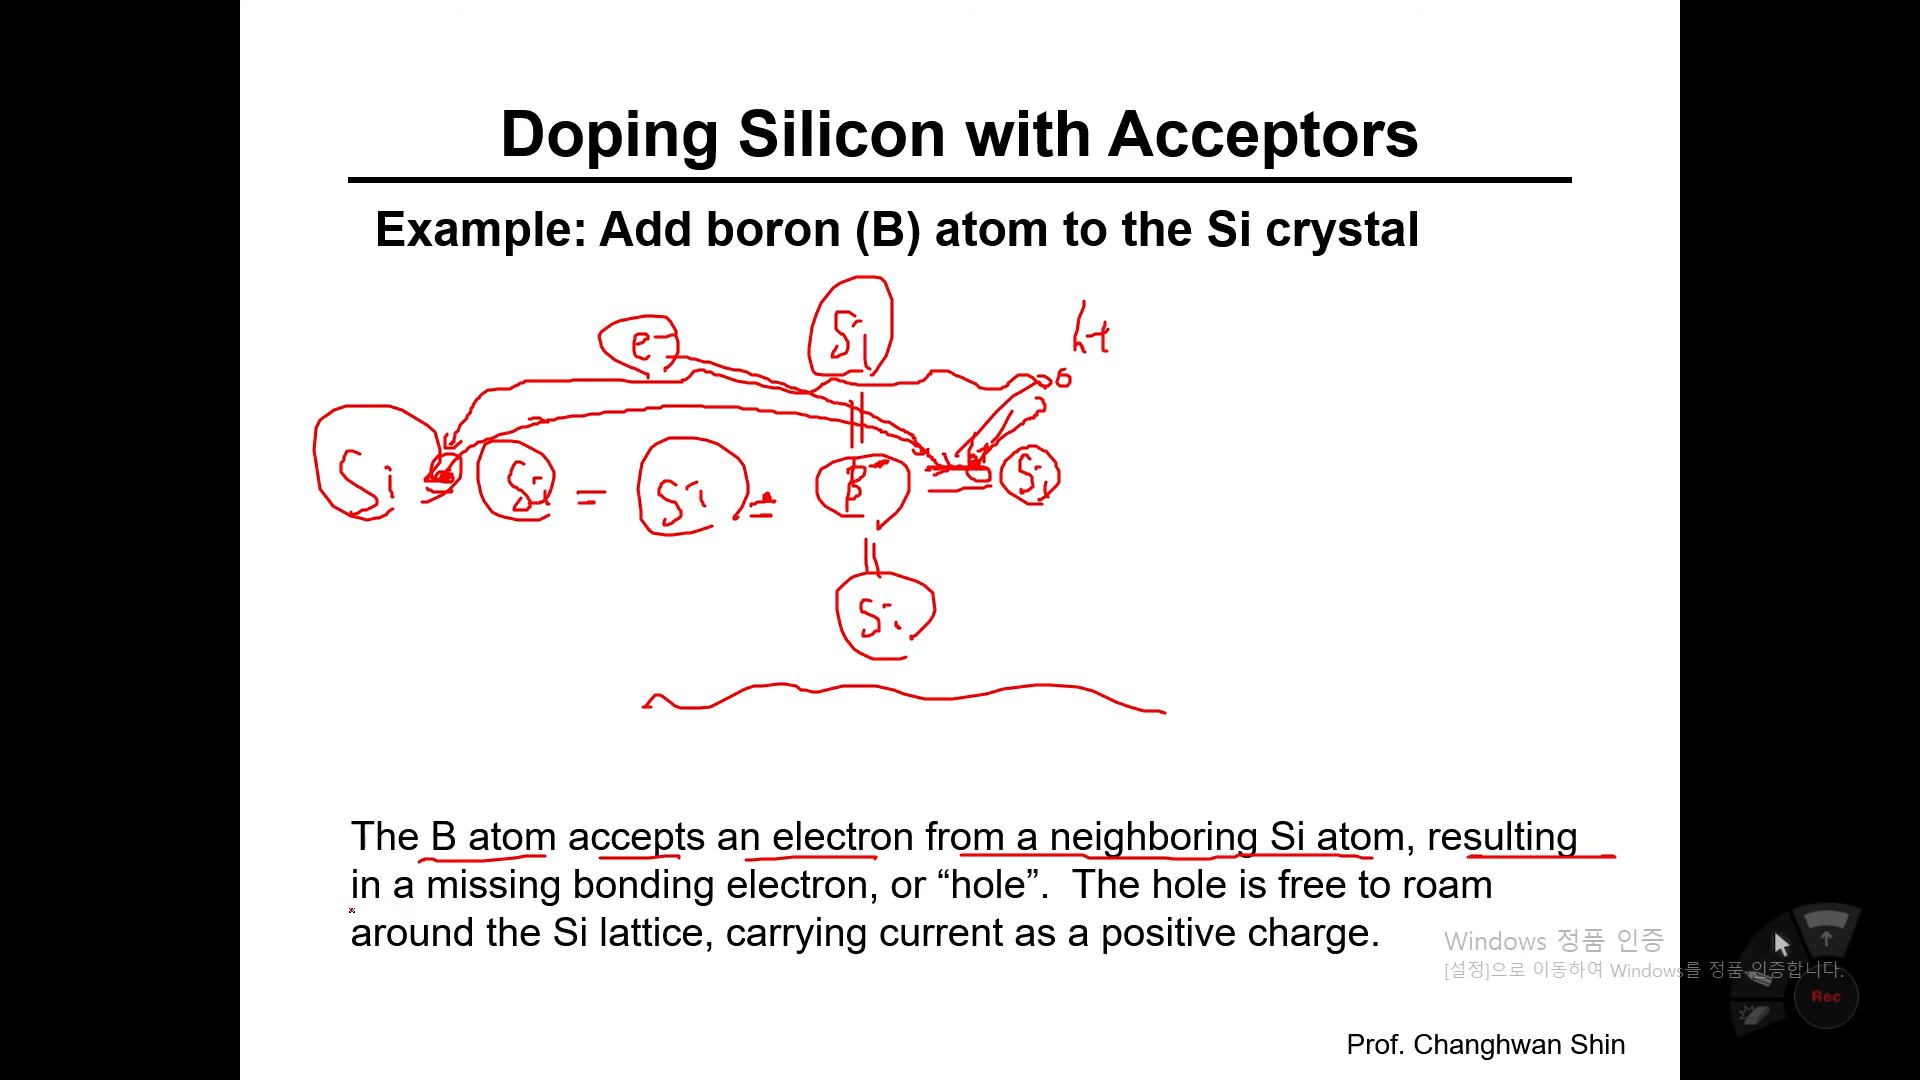 Doping Silicon with Acceptors
Example: Add boron (B) atom to the Si crystal
e-
Si
h+
Si = Si = Si = B- = Si
Si
The B atom accepts an electron from a neighboring Si atom, resulting
in a missing bonding electron, or “hole”. The hole is free to roam
around the Si lattice, carrying current as a positive charge.
Windows 정품 인증
[설정]으로 이동하여 Windows를 정품 인증합니다.
Rec
Prof. Changhwan Shin